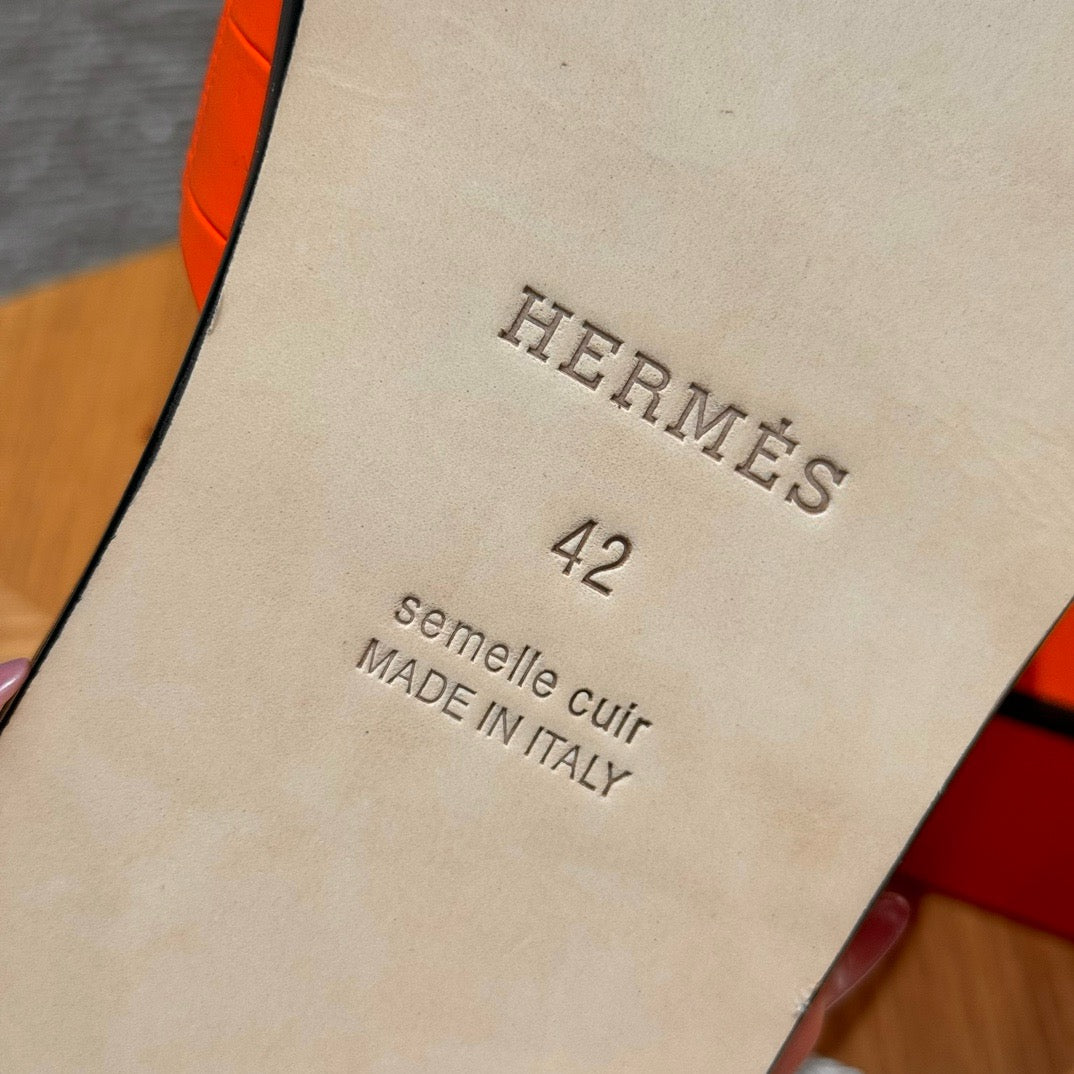 HERMÈS
42
semelle cuir
MADE IN ITALY